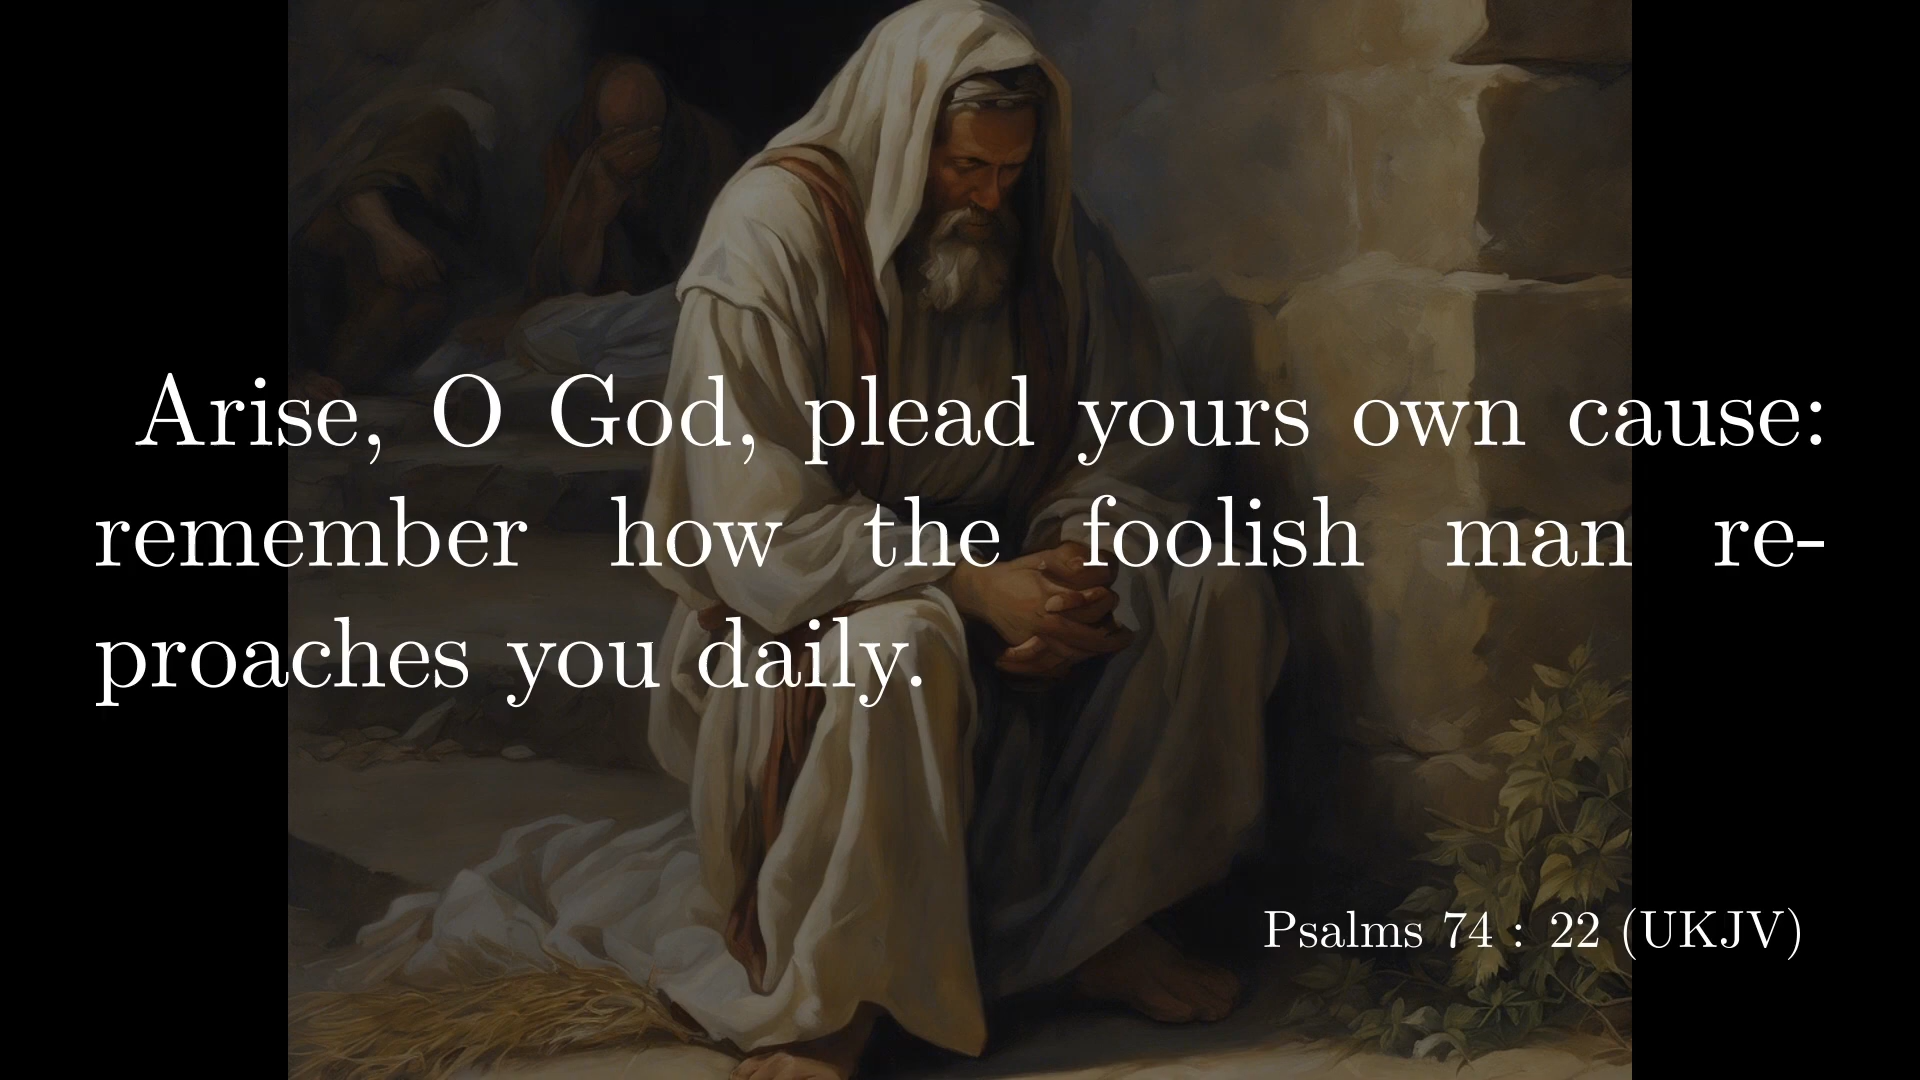 Arise, O God, plead yours own cause:
remember how the foolish man re-
proaches you daily.
Psalms 74 : 22 (UKJV)